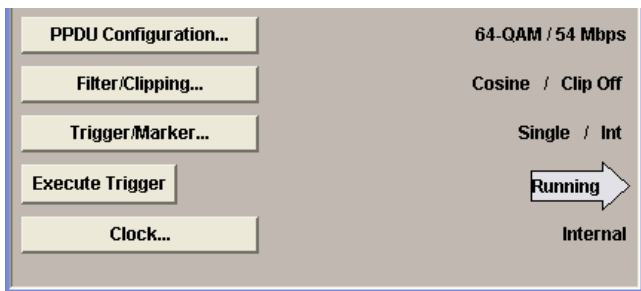 PPDU Configuration... 64-QAM / 54 Mbps
Filter/Clipping... Cosine / Clip Off
Trigger/Marker... Single / Int
Execute Trigger Running
Clock... Internal